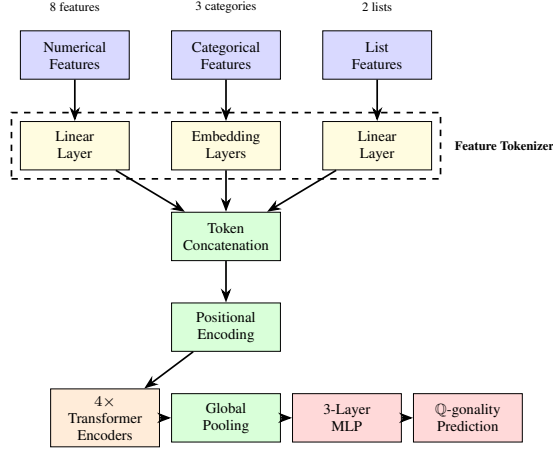 8 features
3 categories
2 lists
Numerical
Features
Categorical
Features
List
Features
Linear
Layer
Embedding
Layers
Linear
Layer
Feature Tokenizer
Token
Concatenation
Positional
Encoding
4×
Transformer
Encoders
Global
Pooling
3-Layer
MLP
ℚ-gonality
Prediction